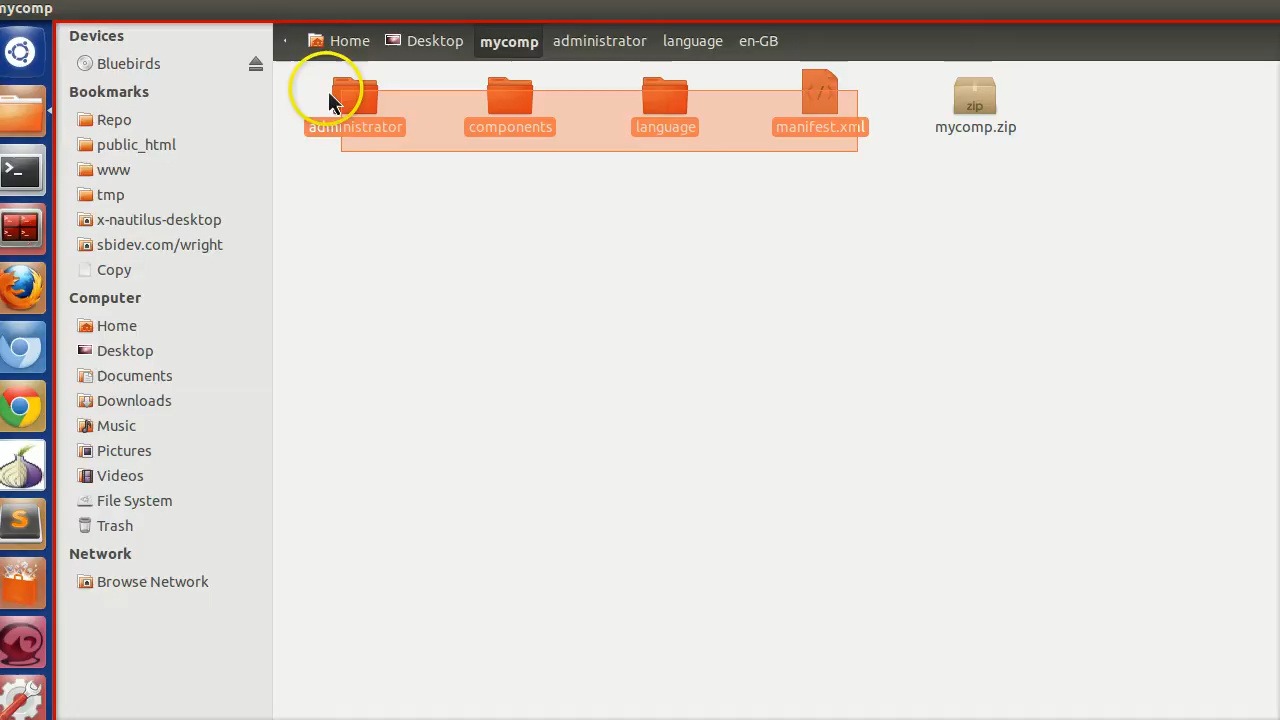 mycomp
Devices
Bluebirds
Bookmarks
Repo
public_html
www
tmp
x-nautilus-desktop
sbidev.com/wright
Copy
Computer
Home
Desktop
Documents
Downloads
Music
Pictures
Videos
File System
Trash
Network
Browse Network
Home Desktop mycomp administrator language en-GB
administrator components language manifest.xml mycomp.zip
zip